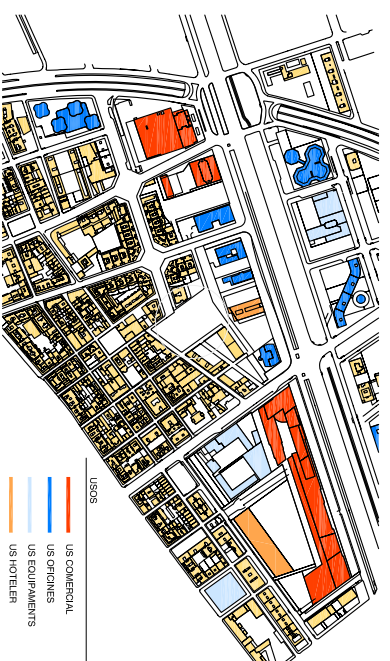 USOS
US COMERCIAL
US OFICINES
US EQUIPAMENTS
US HOTELER